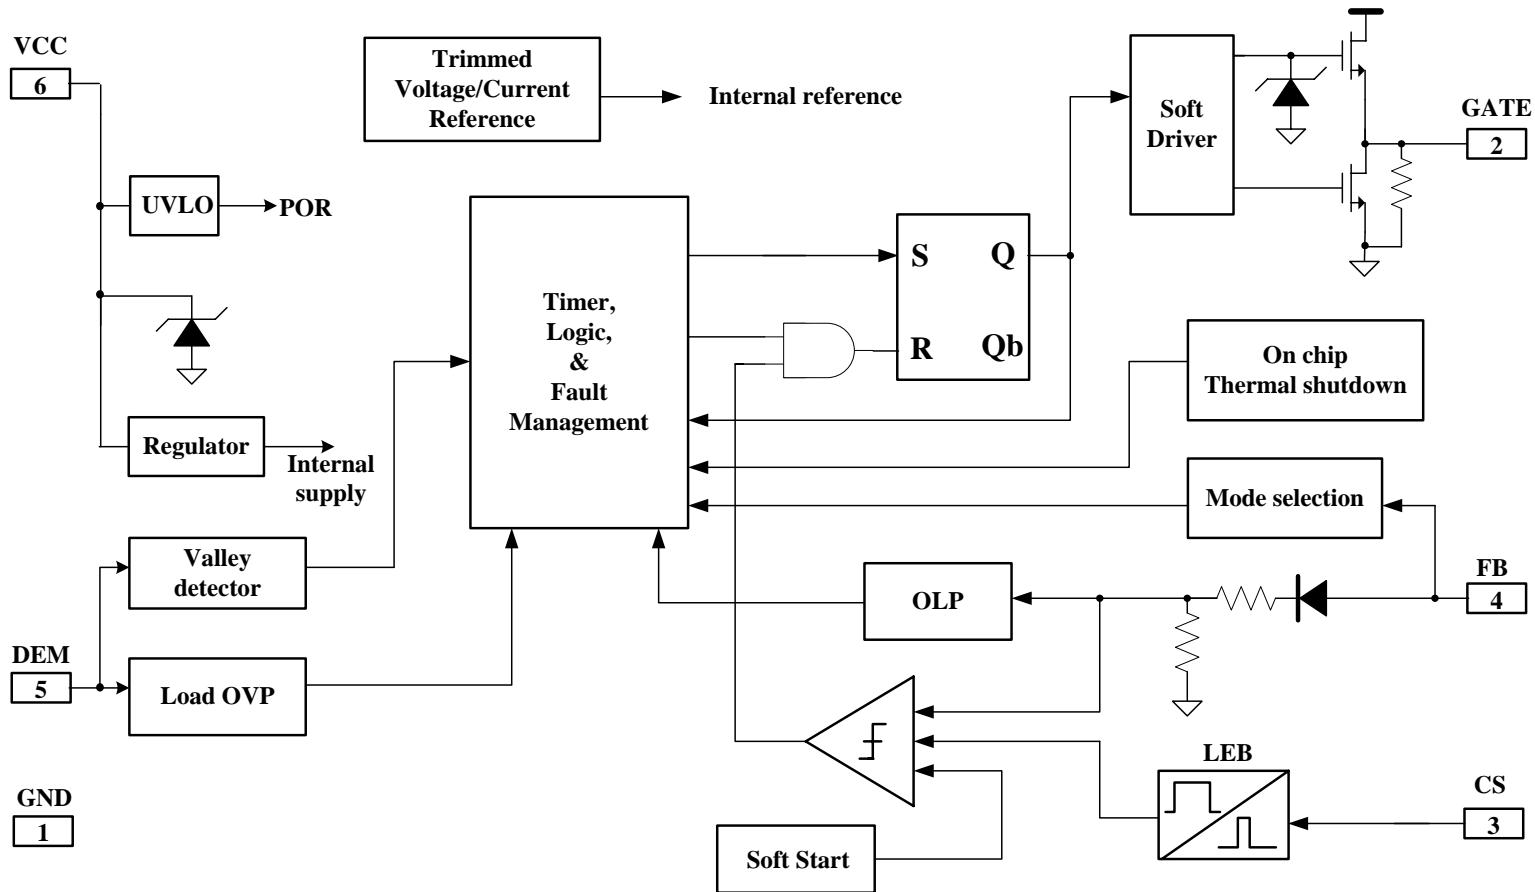 VCC
6
Trimmed
Voltage/Current
Reference
Internal reference
Soft
Driver
GATE
2
UVLO
POR
S
Q
R
Qb
Timer,
Logic,
&
Fault
Management
On chip
Thermal shutdown
Regulator
Internal
supply
Mode selection
Valley
detector
OLP
FB
4
DEM
5
Load OVP
LEB
CS
3
GND
1
Soft Start